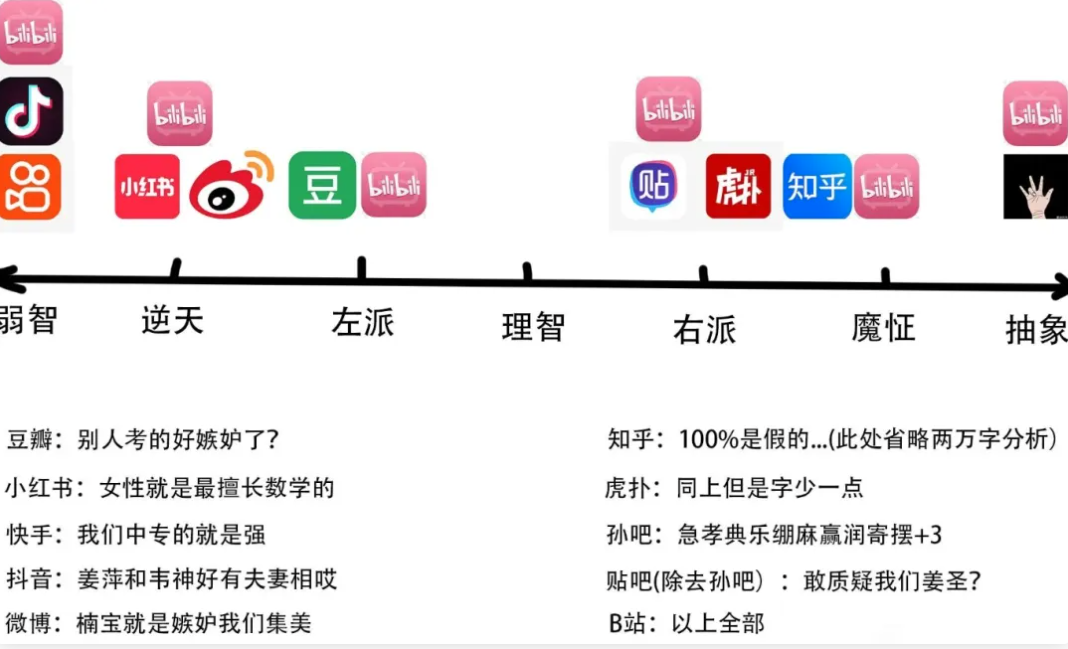 bilibili
bilibili
bilibili
bilibili
小红书
豆
bilibili
贴
虎扑
JR
知乎
bilibili
弱智
逆天
左派
理智
右派
魔怔
抽象
豆瓣：别人考的好嫉妒了?
小红书：女性就是最擅长数学的
快手：我们中专的就是强
抖音：姜萍和韦神好有夫妻相哎
微博：楠宝就是嫉妒我们集美
知乎：100%是假的...(此处省略两万字分析）
虎扑：同上但是字少一点
孙吧：急孝典乐绷麻赢润寄摆+3
贴吧(除去孙吧）：敢质疑我们姜圣?
B站：以上全部